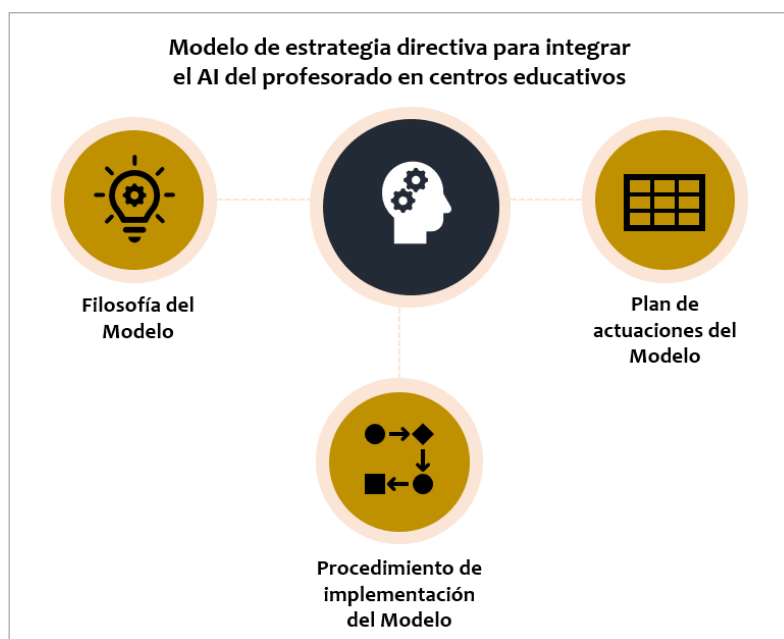 Modelo de estrategia directiva para integrar
el AI del profesorado en centros educativos
Filosofía del
Modelo
Plan de
actuaciones del
Modelo
Procedimiento de
implementación
del Modelo